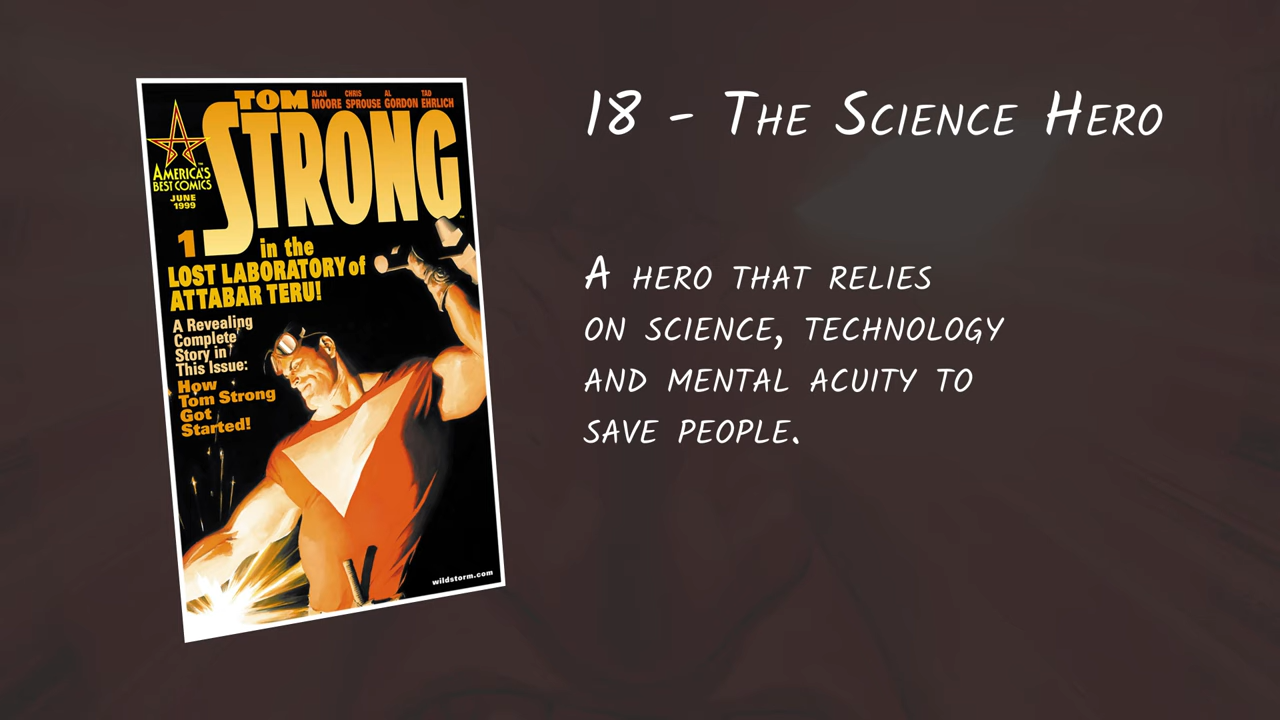 TOM
STRONG
ALAN MOORE CHRIS SPROUSE AL GORDON TAD EHRLICH
AMERICA'S
BEST COMICS
JUNE
1999
1
in the
LOST LABORATORY of
ATTABAR TERU!
A Revealing
Complete
Story in
This Issue:
How
Tom Strong
Got
Started!
wildstorm.com
18 - The Science Hero
A hero that relies
on science, technology
and mental acuity to
save people.